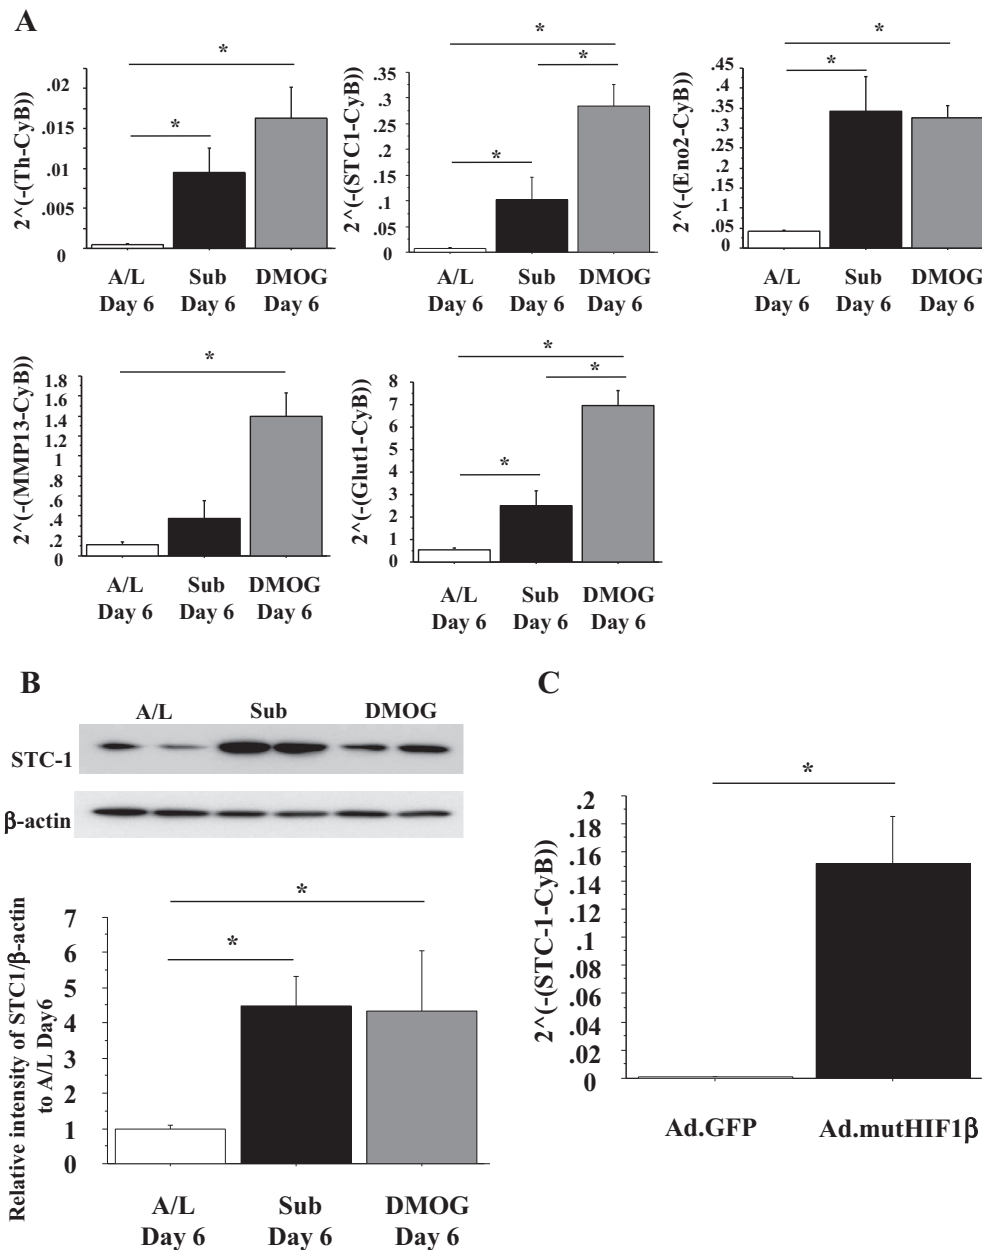 A
2^(-(Th-CyB))
.02
.015
.01
.005
0
*
*
A/L Sub DMOG
Day 6 Day 6 Day 6
2^(-(STC1-CyB))
.35
.3
.25
.2
.15
.1
.05
0
*
*
*
A/L Sub DMOG
Day 6 Day 6 Day 6
2^(-(Eno2-CyB))
.45
.4
.35
.3
.25
.2
.15
.1
.05
0
*
*
A/L Sub DMOG
Day 6 Day 6 Day 6
2^(-(MMP13-CyB))
1.8
1.6
1.4
1.2
1
.8
.6
.4
.2
0
*
A/L Sub DMOG
Day 6 Day 6 Day 6
2^(-(Glut1-CyB))
8
7
6
5
4
3
2
1
0
*
*
*
A/L Sub DMOG
Day 6 Day 6 Day 6
B
A/L Sub DMOG
STC-1
β-actin
Relative intensity of STC1/β-actin
to A/L Day6
7
6
5
4
3
2
1
0
*
*
A/L Sub DMOG
Day 6 Day 6 Day 6
C
2^(-(STC-1-CyB))
.2
.18
.16
.14
.12
.1
.08
.06
.04
.02
0
*
Ad.GFP Ad.mutHIF1β